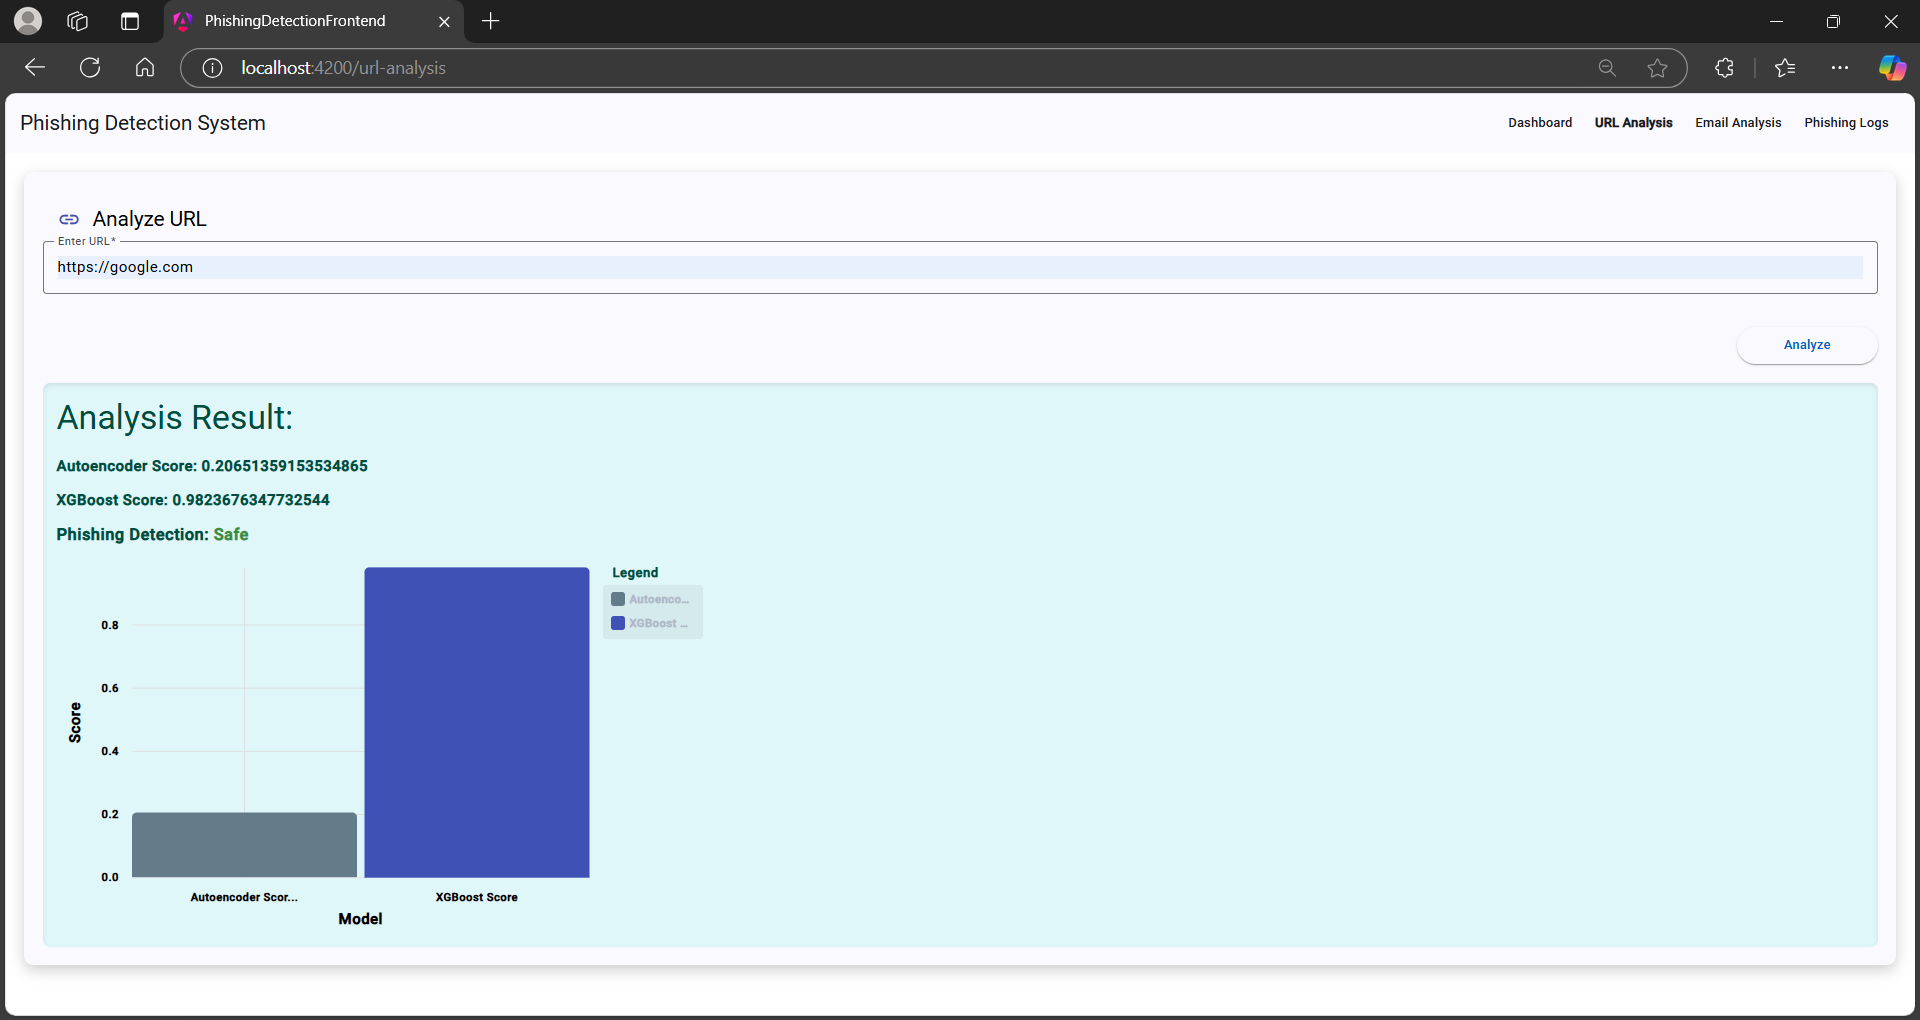 PhishingDetectionFrontend
localhost:4200/url-analysis
Phishing Detection System
Dashboard
URL Analysis
Email Analysis
Phishing Logs
Analyze URL
Enter URL*
https://google.com
Analyze
Analysis Result:
Autoencoder Score: 0.20651359153534865
XGBoost Score: 0.9823676347732544
Phishing Detection: Safe
Legend
Autoenco...
XGBoost ...
0.8
0.6
0.4
0.2
0.0
Score
Autoencoder Scor...
XGBoost Score
Model